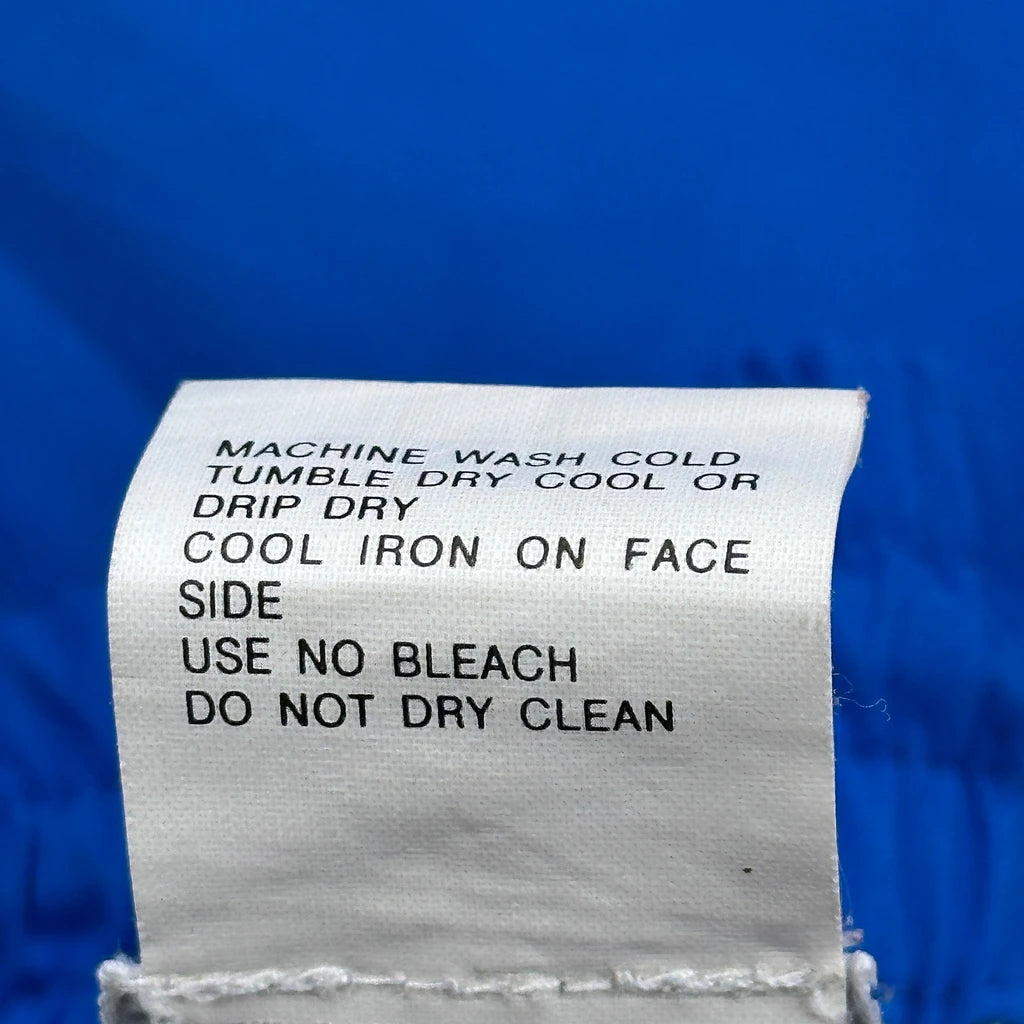 MACHINE WASH COLD
TUMBLE DRY COOL OR
DRIP DRY
COOL IRON ON FACE
SIDE
USE NO BLEACH
DO NOT DRY CLEAN